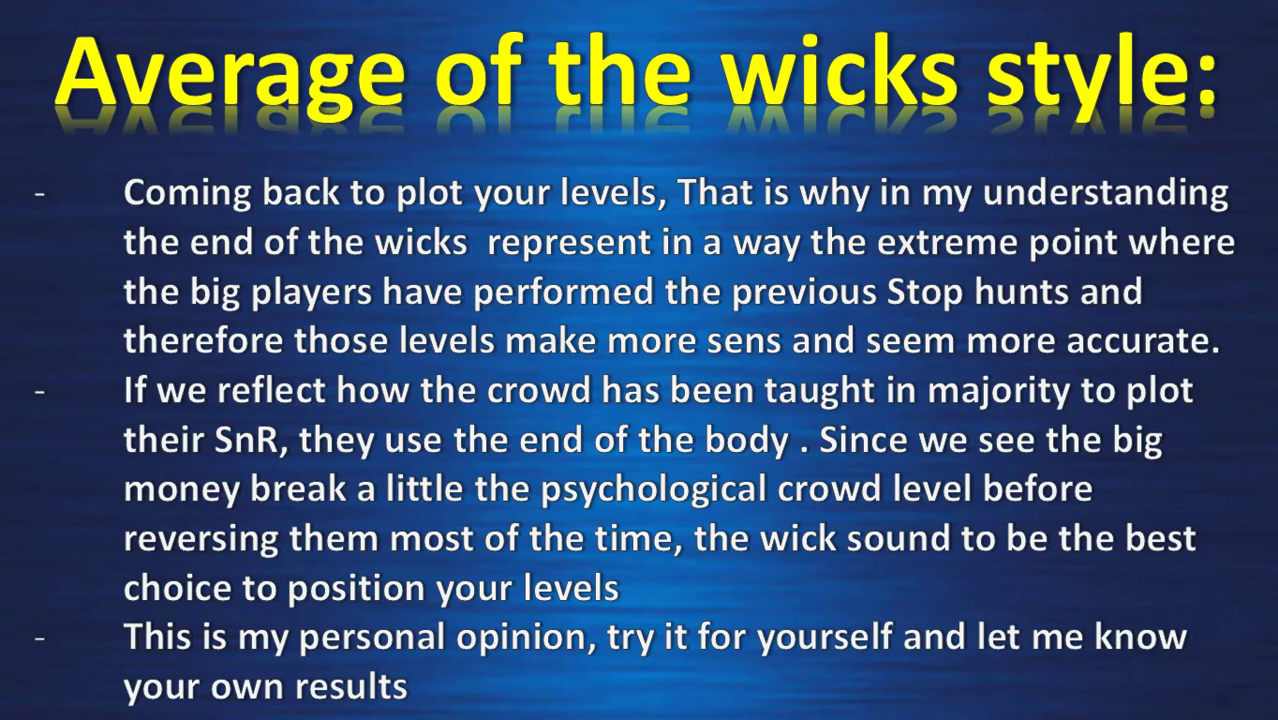 Average of the wicks style:
- Coming back to plot your levels, That is why in my understanding
the end of the wicks  represent in a way the extreme point where
the big players have performed the previous Stop hunts and
therefore those levels make more sens and seem more accurate.
- If we reflect how the crowd has been taught in majority to plot
their SnR, they use the end of the body . Since we see the big
money break a little the psychological crowd level before
reversing them most of the time, the wick sound to be the best
choice to position your levels
- This is my personal opinion, try it for yourself and let me know
your own results